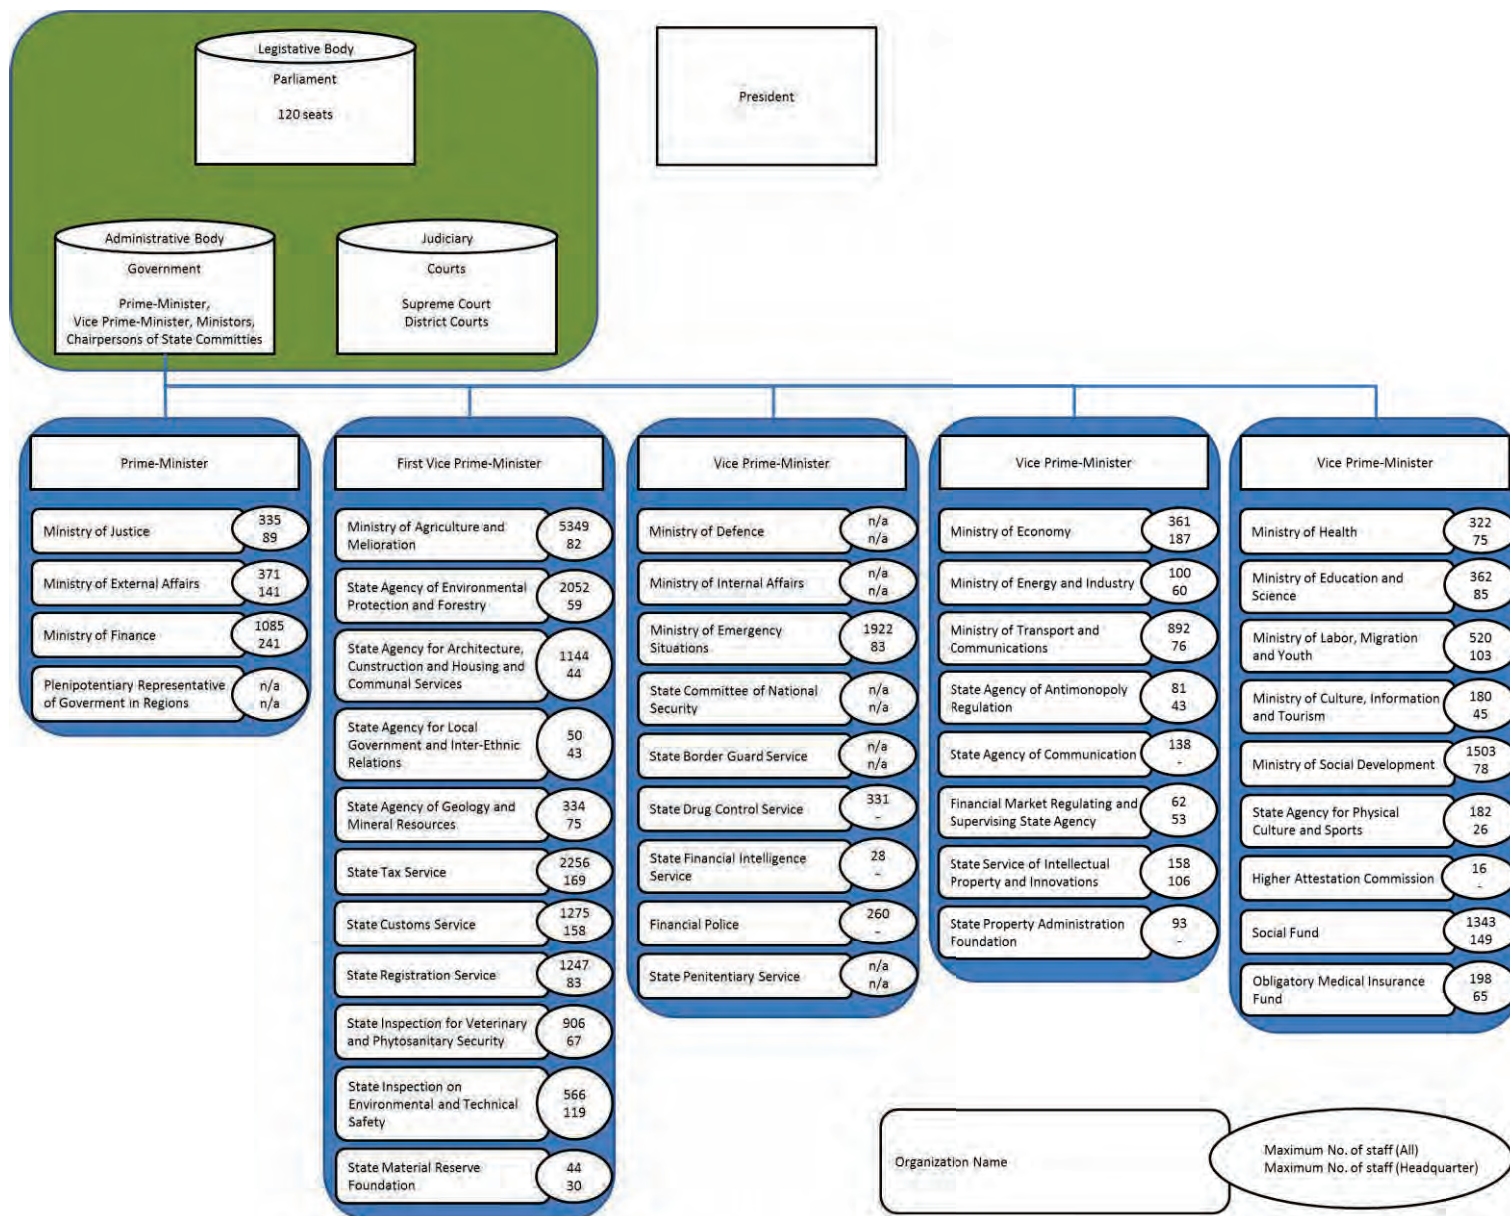 Legistative Body
Parliament
120 seats
President
Administrative Body
Government
Prime-Minister,
Vice Prime-Minister, Ministors,
Chairpersons of State Committies
Judiciary
Courts
Supreme Court
District Courts
Prime-Minister
Ministry of Justice
335
89
Ministry of External Affairs
371
141
Ministry of Finance
1085
241
Plenipotentiary Representative
of Goverment in Regions
n/a
n/a
First Vice Prime-Minister
Ministry of Agriculture and
Melioration
5349
82
State Agency of Environmental
Protection and Forestry
2052
59
State Agency for Architecture,
Cunstruction and Housing and
Communal Services
1144
44
State Agency for Local
Government and Inter-Ethnic
Relations
50
43
State Agency of Geology and
Mineral Resources
334
75
State Tax Service
2256
169
State Customs Service
1275
158
State Registration Service
1247
83
State Inspection for Veterinary
and Phytosanitary Security
906
67
State Inspection on
Environmental and Technical
Safety
566
119
State Material Reserve
Foundation
44
30
Vice Prime-Minister
Ministry of Defence
n/a
n/a
Ministry of Internal Affairs
n/a
n/a
Ministry of Emergency
Situations
1922
83
State Committee of National
Security
n/a
n/a
State Border Guard Service
n/a
n/a
State Drug Control Service
331
-
State Financial Intelligence
Service
28
-
Financial Police
260
-
State Penitentiary Service
n/a
n/a
Vice Prime-Minister
Ministry of Economy
361
187
Ministry of Energy and Industry
100
60
Ministry of Transport and
Communications
892
76
State Agency of Antimonopoly
Regulation
81
43
State Agency of Communication
138
-
Financial Market Regulating and
Supervising State Agency
62
53
State Service of Intellectual
Property and Innovations
158
106
State Property Administration
Foundation
93
-
Vice Prime-Minister
Ministry of Health
322
75
Ministry of Education and
Science
362
85
Ministry of Labor, Migration
and Youth
520
103
Ministry of Culture, Information
and Tourism
180
45
Ministry of Social Development
1503
78
State Agency for Physical
Culture and Sports
182
26
Higher Attestation Commission
16
-
Social Fund
1343
149
Obligatory Medical Insurance
Fund
198
65
Organization Name
Maximum No. of staff (All)
Maximum No. of staff (Headquarter)